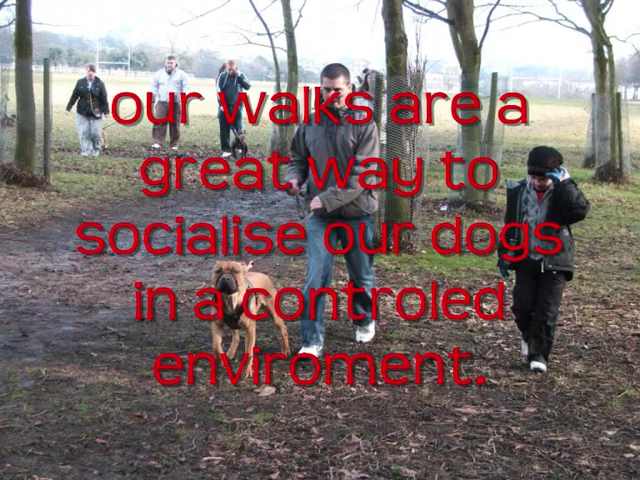 our walks are a
great way to
socialise our dogs
in a controled
enviroment.